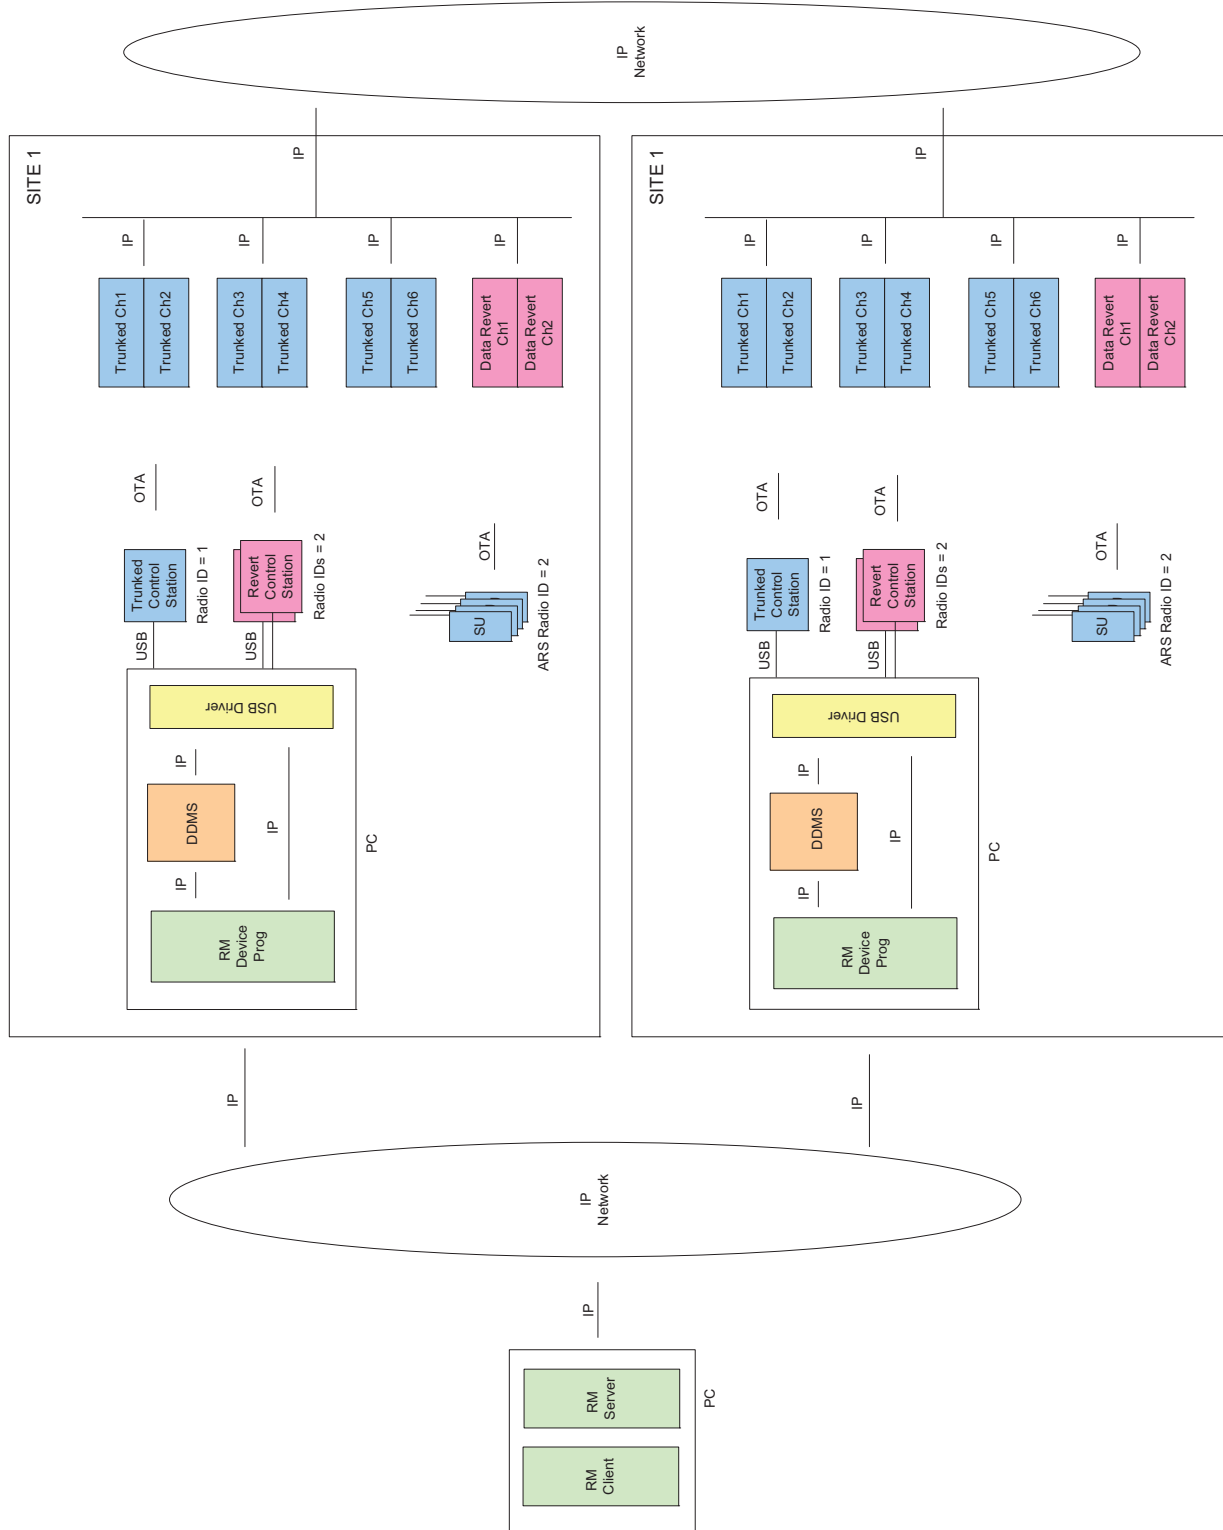 RM
Client
RM
Server
PC
IP
IP
Network
IP
IP
SITE 1
RM
Device
Prog
IP
DDMS
IP
IP
USB Driver
PC
USB
Trunked
Control
Station
Radio ID = 1
OTA
USB
Revert
Control
Station
Radio IDs = 2
OTA
SU
ARS Radio ID = 2
OTA
Trunked Ch1
Trunked Ch2
IP
Trunked Ch3
Trunked Ch4
IP
Trunked Ch5
Trunked Ch6
IP
Data Revert
Ch1
Data Revert
Ch2
IP
IP
SITE 1
RM
Device
Prog
IP
DDMS
IP
IP
USB Driver
PC
USB
Trunked
Control
Station
Radio ID = 1
OTA
USB
Revert
Control
Station
Radio IDs = 2
OTA
SU
ARS Radio ID = 2
OTA
Trunked Ch1
Trunked Ch2
IP
Trunked Ch3
Trunked Ch4
IP
Trunked Ch5
Trunked Ch6
IP
Data Revert
Ch1
Data Revert
Ch2
IP
IP
IP
Network